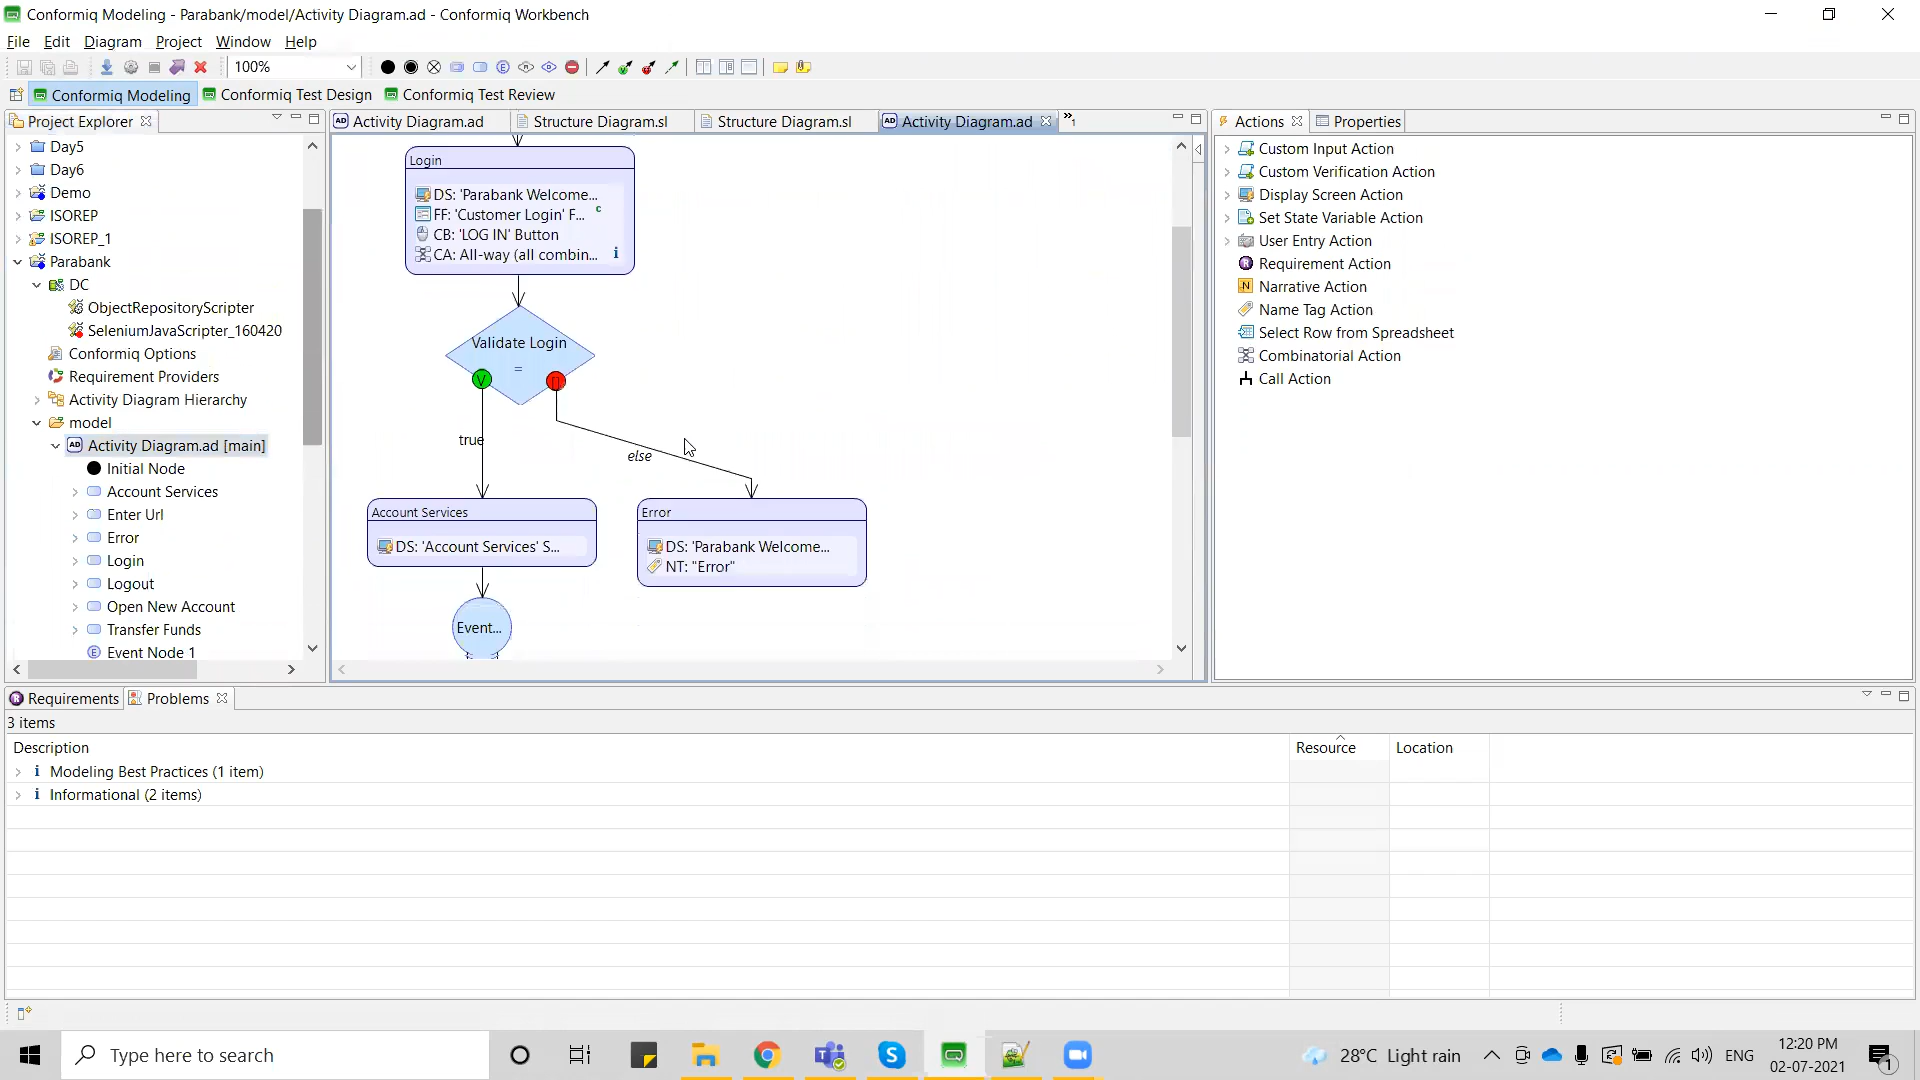 Conformiq Modeling - Parabank/model/Activity Diagram.ad - Conformiq Workbench
File Edit Diagram Project Window Help
100%
Conformiq Modeling Conformiq Test Design Conformiq Test Review
Project Explorer
Day5
Day6
Demo
ISOREP
ISOREP_1
Parabank
DC
ObjectRepositoryScripter
SeleniumJavaScripter_160420
Conformiq Options
Requirement Providers
Activity Diagram Hierarchy
model
Activity Diagram.ad [main]
Initial Node
Account Services
Enter Url
Error
Login
Logout
Open New Account
Transfer Funds
Event Node 1
Activity Diagram.ad Structure Diagram.sl Structure Diagram.sl Activity Diagram.ad »1
Login
DS: 'Parabank Welcome...
FF: 'Customer Login' F...
CB: 'LOG IN' Button
CA: All-way (all combin...
Validate Login
=
true
else
Account Services
DS: 'Account Services' S...
Error
DS: 'Parabank Welcome...
NT: "Error"
Event...
Actions Properties
Custom Input Action
Custom Verification Action
Display Screen Action
Set State Variable Action
User Entry Action
Requirement Action
Narrative Action
Name Tag Action
Select Row from Spreadsheet
Combinatorial Action
Call Action
Requirements Problems
3 items
Description Resource Location
Modeling Best Practices (1 item)
Informational (2 items)
Type here to search
28°C Light rain
ENG
12:20 PM
02-07-2021
1